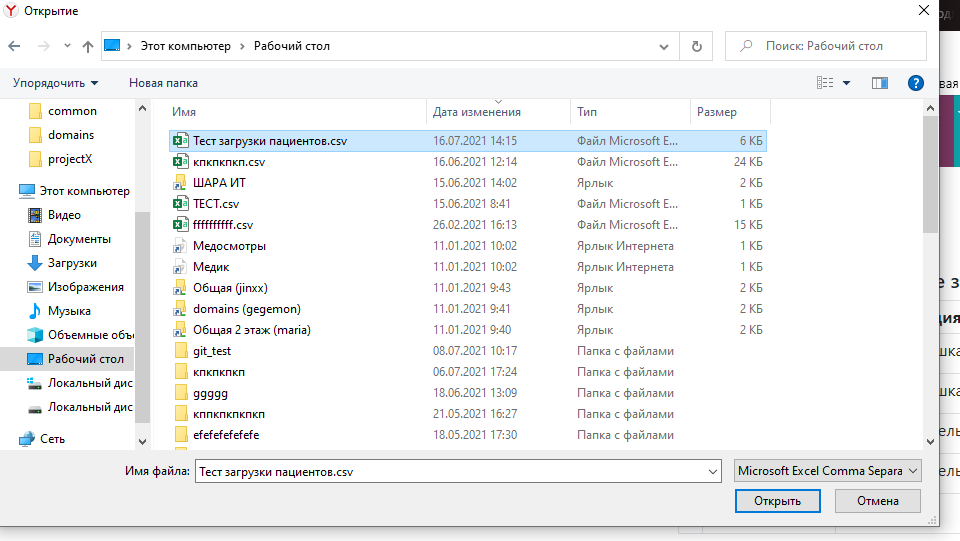 Открытие
Этот компьютер Рабочий стол
Поиск: Рабочий стол
Упорядочить Новая папка
Имя Дата изменения Тип Размер
common
domains
projectX
Этот компьютер
Видео
Документы
Загрузки
Изображения
Музыка
Объемные объ
Рабочий стол
Локальный дис
Локальный дис
Сеть
Тест загрузки пациентов.csv 16.07.2021 14:15 Файл Microsoft E... 6 КБ
кпкпкпкп.csv 16.06.2021 12:14 Файл Microsoft E... 24 КБ
ШАРА ИТ 15.06.2021 14:02 Ярлык 2 КБ
ТЕСТ.csv 15.06.2021 8:41 Файл Microsoft E... 1 КБ
ffffffffff.csv 26.02.2021 16:13 Файл Microsoft E... 15 КБ
Медосмотры 11.01.2021 10:02 Ярлык Интернета 1 КБ
Медик 11.01.2021 10:02 Ярлык Интернета 1 КБ
Общая (jinxx) 11.01.2021 9:43 Ярлык 2 КБ
domains (gegemon) 11.01.2021 9:41 Ярлык 2 КБ
Общая 2 этаж (maria) 11.01.2021 9:40 Ярлык 2 КБ
git_test 08.07.2021 10:17 Папка с файлами
кпкпкпкп 06.07.2021 17:24 Папка с файлами
ggggg 18.06.2021 13:09 Папка с файлами
кппкпкпкпкп 21.05.2021 16:27 Папка с файлами
efefefefefefe 18.05.2021 17:30 Папка с файлами
Имя файла: Тест загрузки пациентов.csv Microsoft Excel Comma Separa
Открыть Отмена
вая
е з
ция
шка
шка
ель
ель